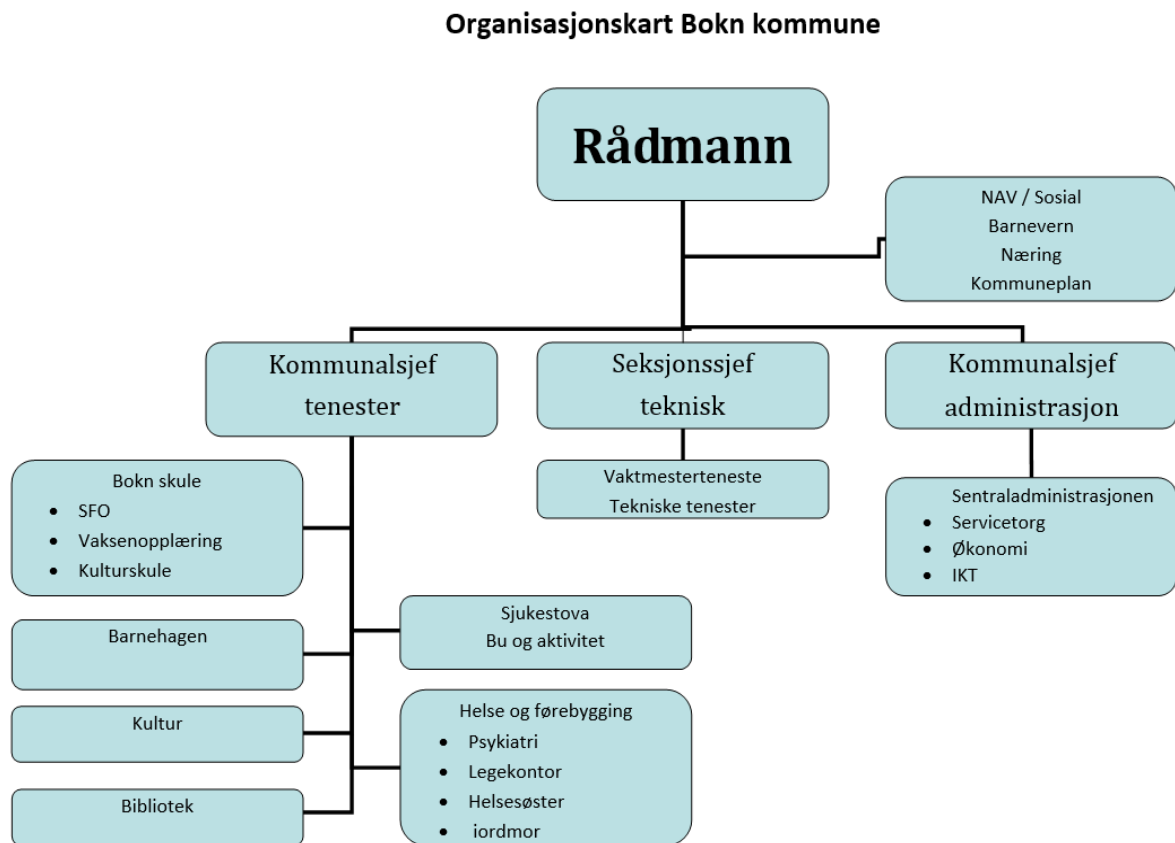 Organisasjonskart Bokn kommune
Rådmann
NAV / Sosial
Barnevern
Næring
Kommuneplan
Kommunalsjef
tenester
Seksjonssjef
teknisk
Kommunalsjef
administrasjon
Bokn skule
• SFO
• Vaksenopplæring
• Kulturskule
Vaktmesterteneste
Tekniske tenester
Sentraladministrasjonen
• Servicetorg
• Økonomi
• IKT
Barnehagen
Kultur
Bibliotek
Sjukestova
Bu og aktivitet
Helse og førebygging
• Psykiatri
• Legekontor
• Helsesøster
• iordmor